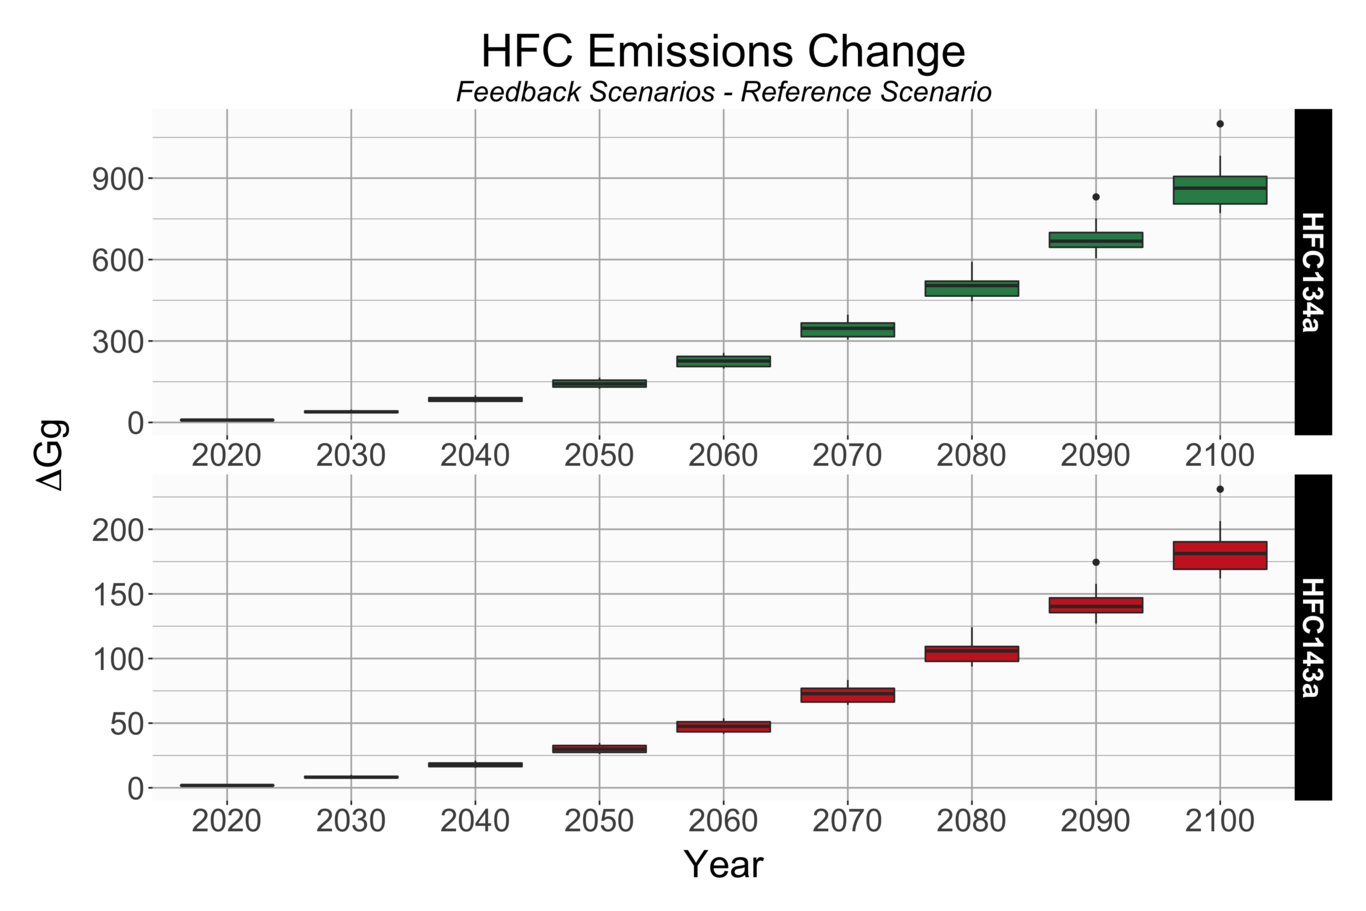 HFC Emissions Change
Feedback Scenarios - Reference Scenario
ΔGg
900
600
300
0
HFC134a
2020 2030 2040 2050 2060 2070 2080 2090 2100
200
150
100
50
0
HFC143a
2020 2030 2040 2050 2060 2070 2080 2090 2100
Year